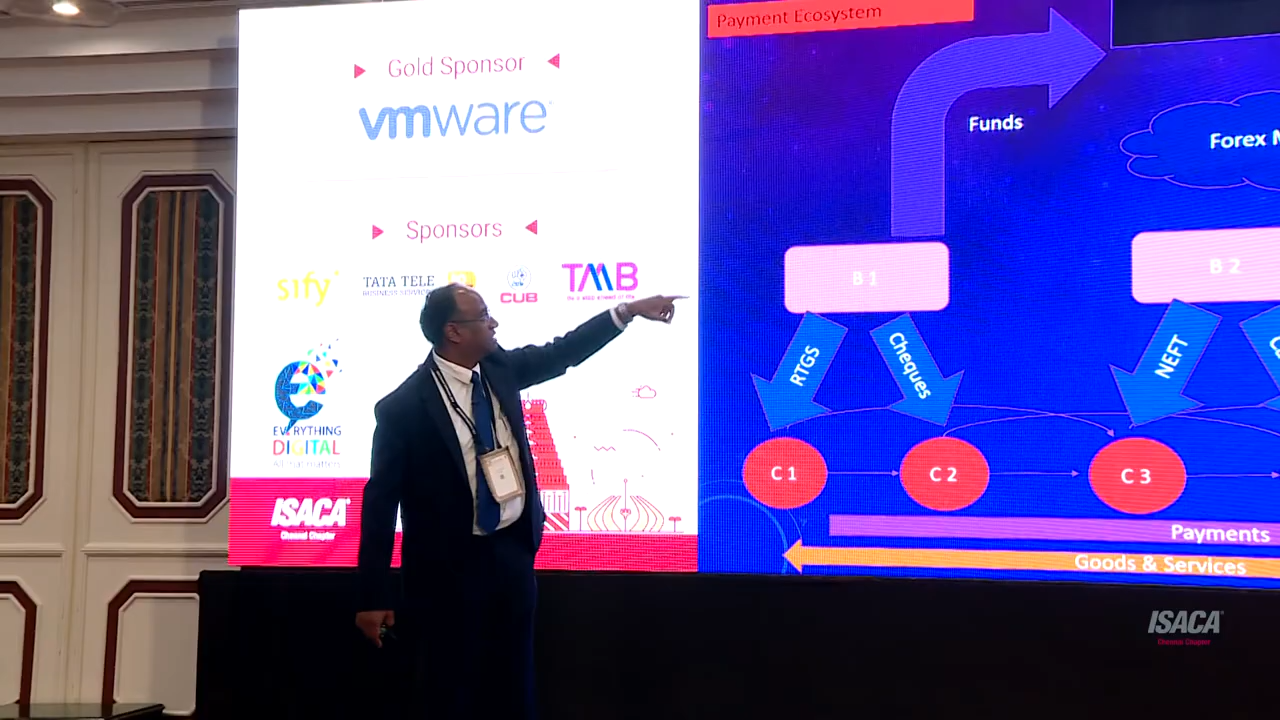 Gold Sponsor
vmware
Sponsors
sify
TATA TELE
BUSINESS
CUB
TMB
EVERYTHING
DIGITAL
ISACA
Chennai Chapter
Payment Ecosystem
Funds
Forex
B 1
B 2
RTGS
Cheques
NEFT
C 1
C 2
C 3
Payments
Goods & Services
ISACA
Chennai Chapter